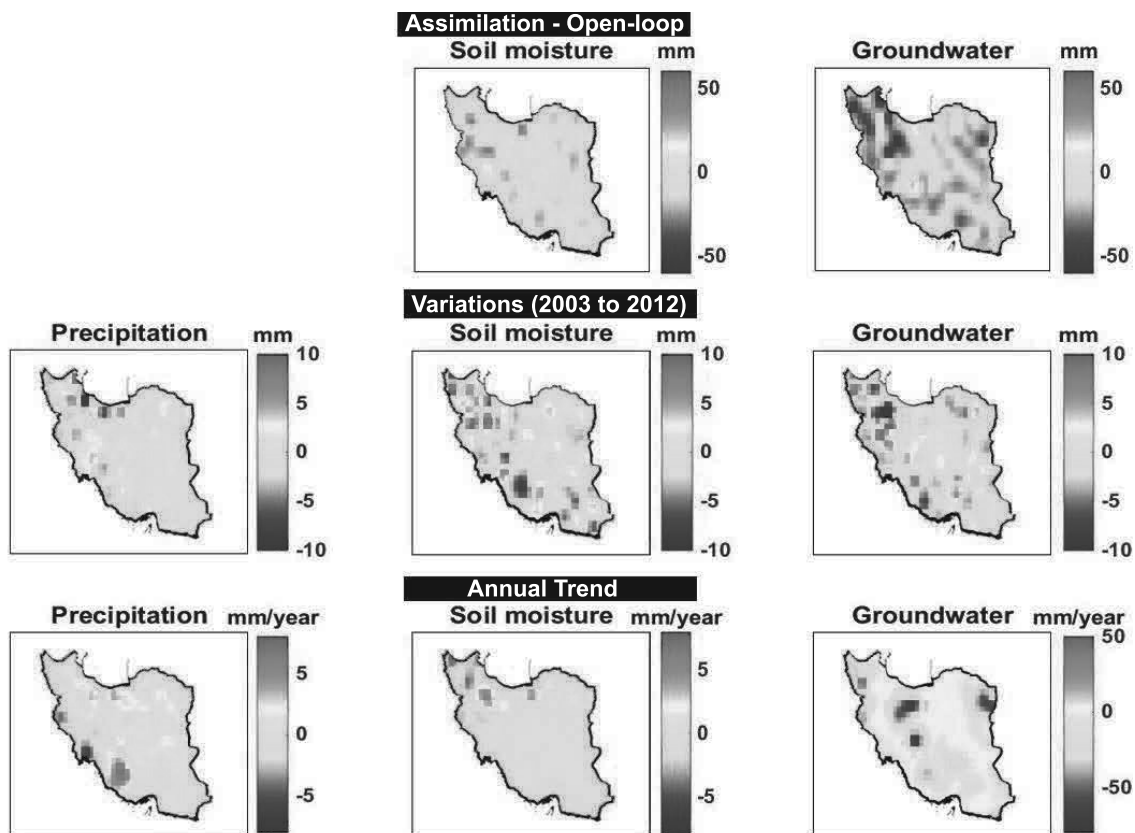 Assimilation - Open-loop
Soil moisture mm
50
0
-50
Groundwater mm
50
0
-50
Variations (2003 to 2012)
Precipitation mm
10
5
0
-5
-10
Soil moisture mm
10
5
0
-5
-10
Groundwater mm
10
5
0
-5
-10
Annual Trend
Precipitation mm/year
5
0
-5
Soil moisture mm/year
5
0
-5
Groundwater mm/year
50
0
-50